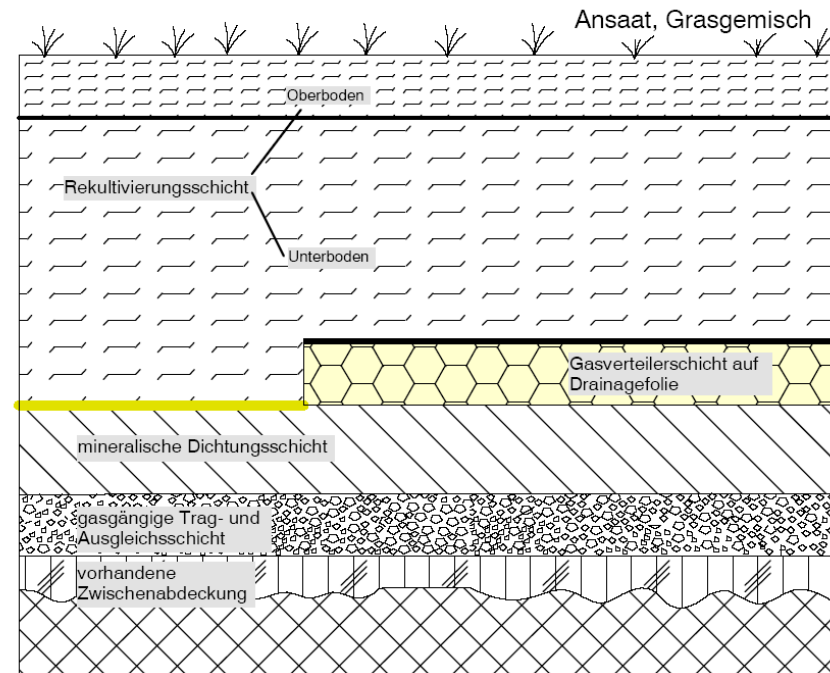 Ansaat, Grasgemisch
Oberboden
Rekultivierungsschicht
Unterboden
Gasverteilerschicht auf
Drainagefolie
mineralische Dichtungsschicht
gasgängige Trag- und
Ausgleichsschicht
vorhandene
Zwischenabdeckung